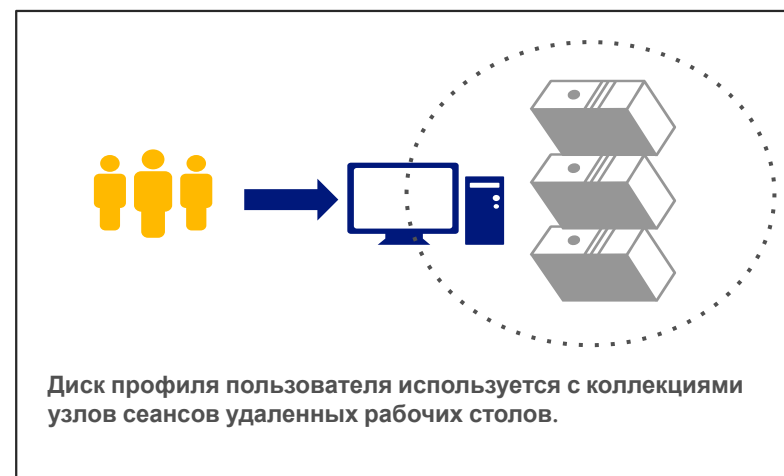 Диск профиля пользователя используется с коллекциями
узлов сеансов удаленных рабочих столов.